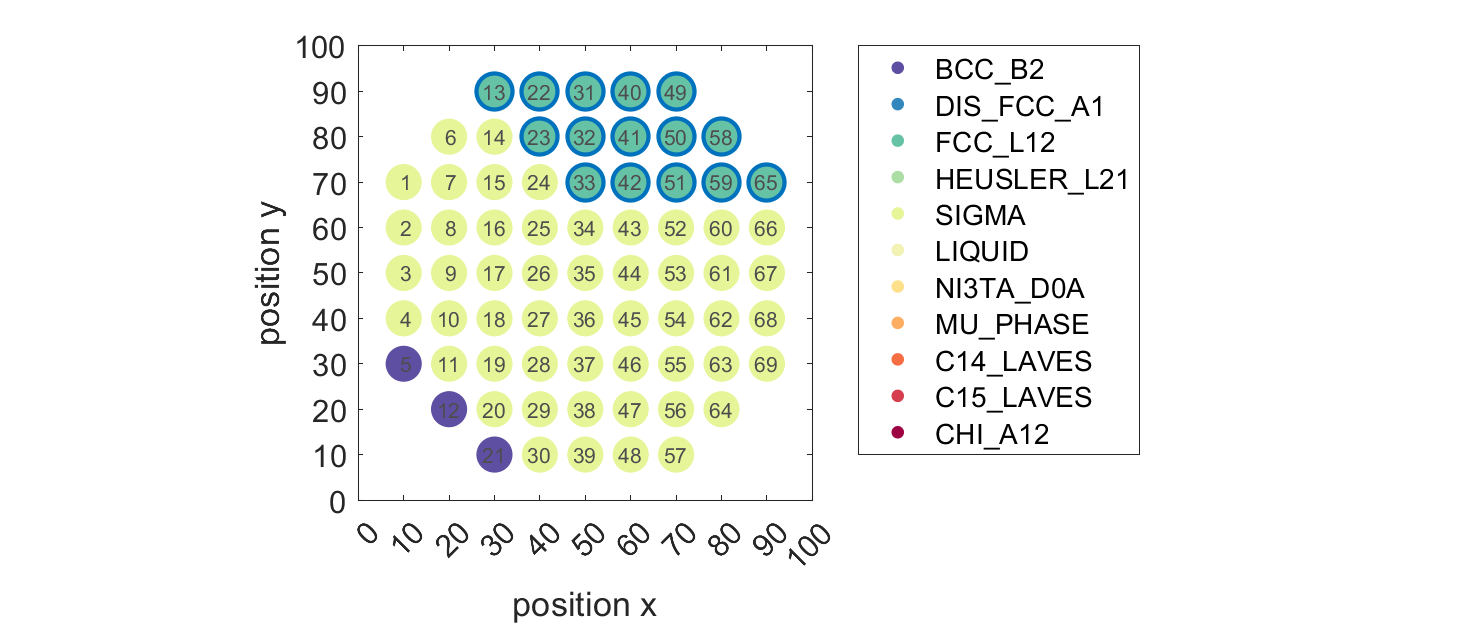 100
90 13 22 31 40 49
80 6 14 23 32 41 50 58
70 1 7 15 24 33 42 51 59 65
60 2 8 16 25 34 43 52 60 66
50 3 9 17 26 35 44 53 61 67
40 4 10 18 27 36 45 54 62 68
30 5 11 19 28 37 46 55 63 69
20 12 20 29 38 47 56 64
10 21 30 39 48 57
0
0 10 20 30 40 50 60 70 80 90 100
position x
position y
BCC_B2
DIS_FCC_A1
FCC_L12
HEUSLER_L21
SIGMA
LIQUID
NI3TA_D0A
MU_PHASE
C14_LAVES
C15_LAVES
CHI_A12